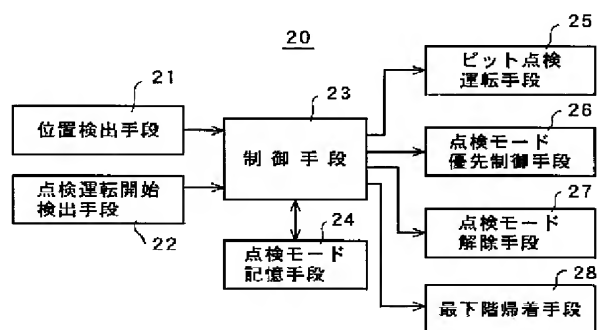 20
21
位置検出手段
点検運転開始
検出手段
22
23
制御手段
24
点検モード
記憶手段
25
ピット点検
運転手段
26
点検モード
優先制御手段
27
点検モード
解除手段
28
最下階帰着手段